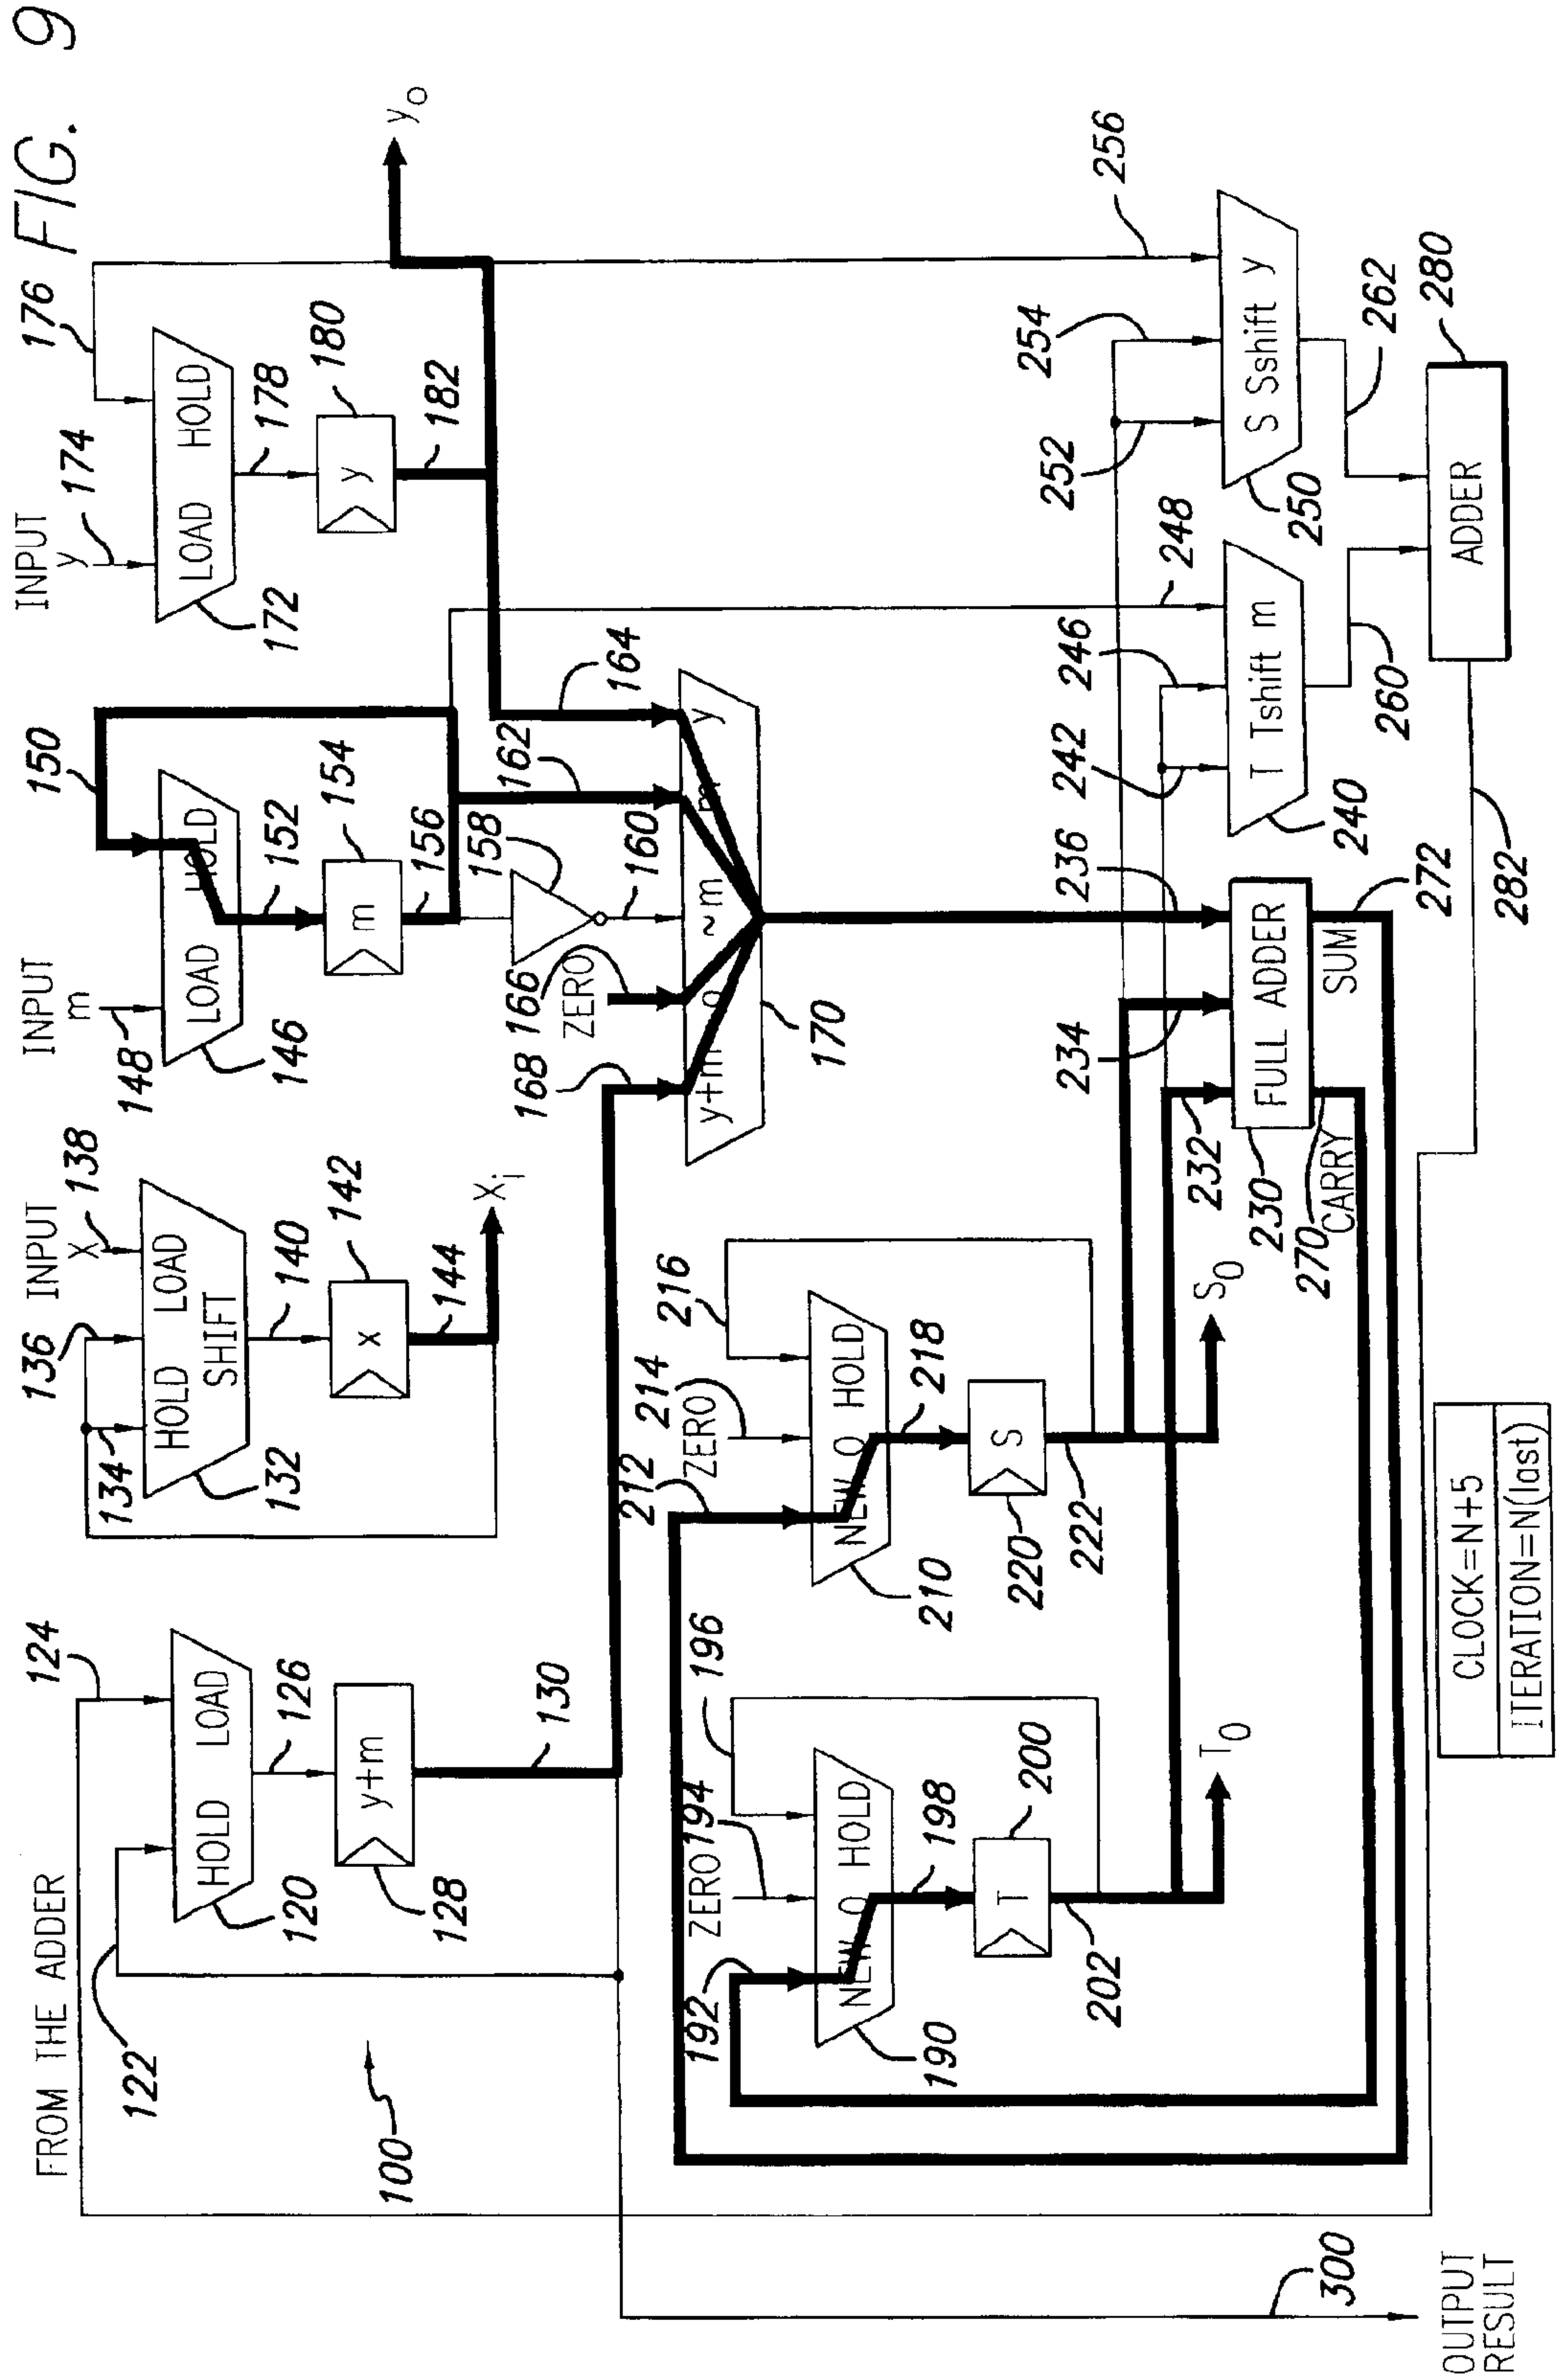 FIG. 9
FROM THE ADDER
124
122
HOLD LOAD
120
126
y+m
128
130
100
INPUT
x
136
138
134
HOLD LOAD
SHIFT
132
140
x
142
144
Xi
INPUT
m
148
150
LOAD HOLD
146
152
m
154
156
158
160
162
164
ZERO
166
168
y+m 0 ~m m y
170
INPUT
y
174
176
LOAD HOLD
172
178
y
180
182
y0
192
ZERO
194
196
NEW 0 HOLD
190
198
T
200
202
T0
212
ZERO
214
216
NEW 0 HOLD
210
218
S
220
222
S0
232
234
236
FULL ADDER
230
CARRY
270
SUM
272
242
246
248
T Tshift m
240
260
252
254
256
S Sshift y
250
262
ADDER
280
282
CLOCK=N+5
ITERATION=N(last)
OUTPUT
RESULT
300